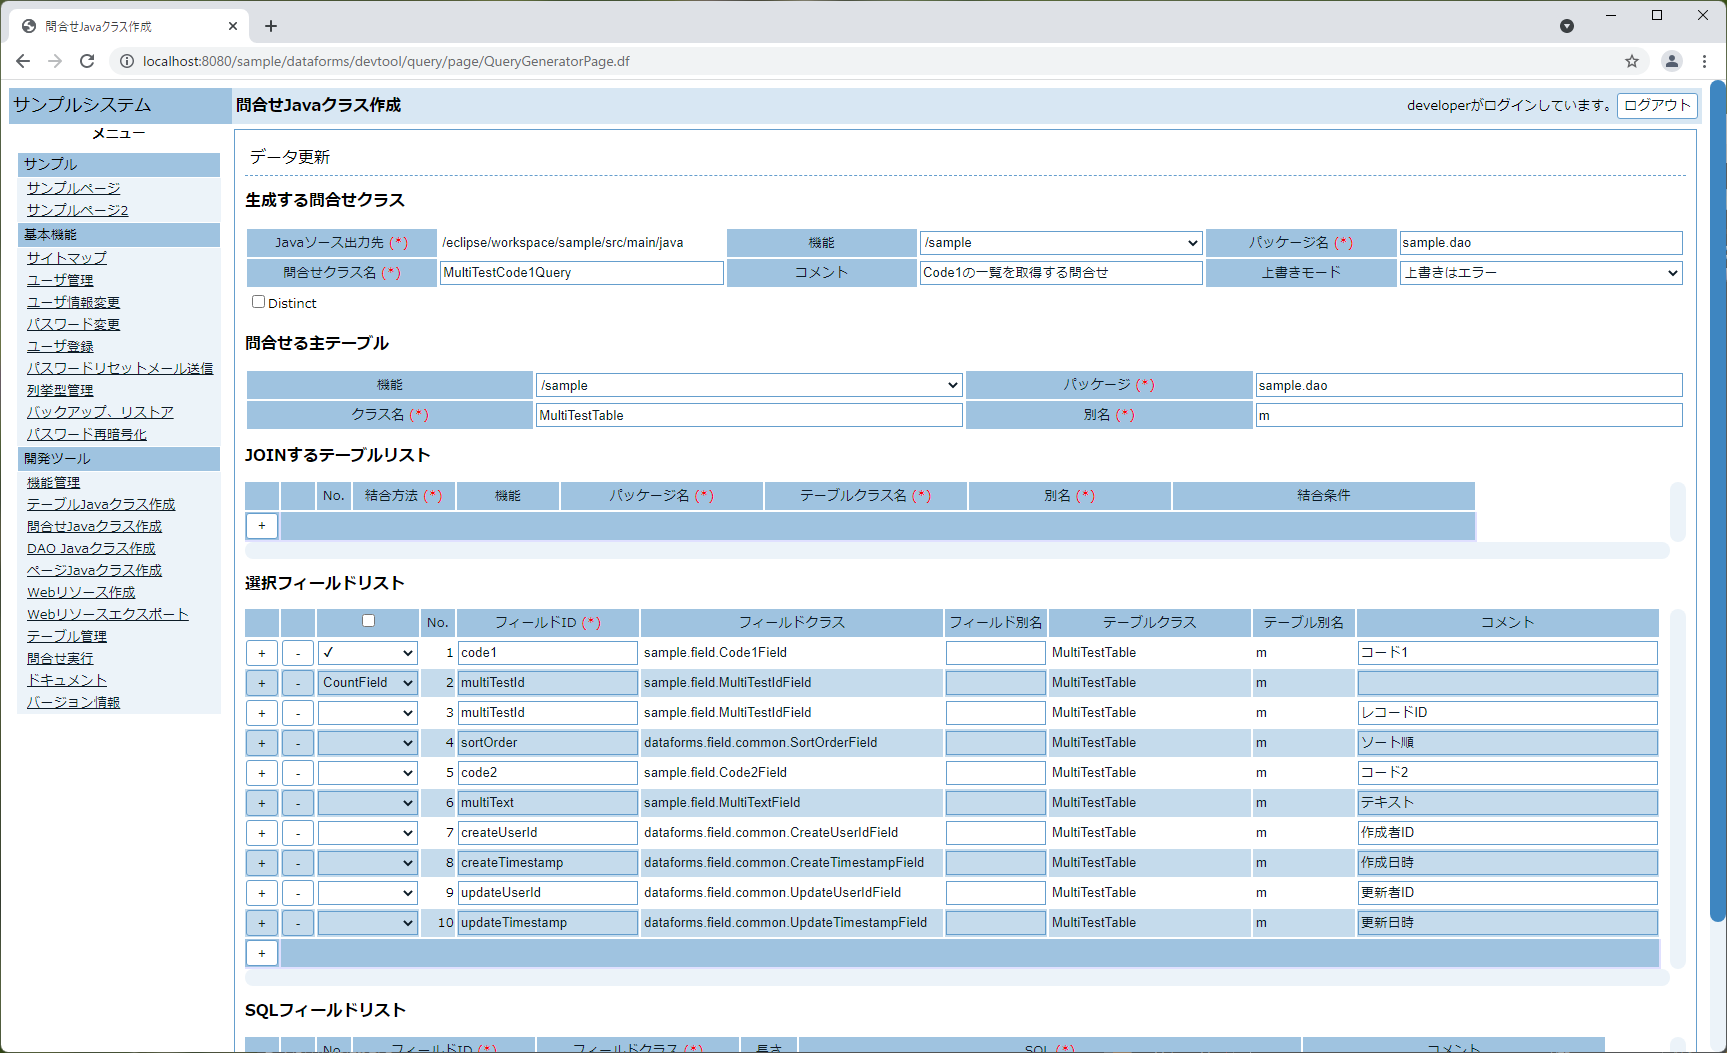 問合せJavaクラス作成
localhost:8080/sample/dataforms/devtool/query/page/QueryGeneratorPage.df
サンプルシステム
問合せJavaクラス作成
developerがログインしています。 ログアウト
メニュー
サンプル
サンプルページ
サンプルページ2
基本機能
サイトマップ
ユーザ管理
ユーザ情報変更
パスワード変更
ユーザ登録
パスワードリセットメール送信
列挙型管理
バックアップ、リストア
パスワード再暗号化
開発ツール
機能管理
テーブルJavaクラス作成
問合せJavaクラス作成
DAO Javaクラス作成
ページJavaクラス作成
Webリソース作成
Webリソースエクスポート
テーブル管理
問合せ実行
ドキュメント
バージョン情報
データ更新
生成する問合せクラス
Javaソース出力先 (*) /eclipse/workspace/sample/src/main/java 機能 /sample パッケージ名 (*) sample.dao
問合せクラス名 (*) MultiTestCode1Query コメント Code1の一覧を取得する問合せ 上書きモード 上書きはエラー
Distinct
問合せる主テーブル
機能 /sample パッケージ (*) sample.dao
クラス名 (*) MultiTestTable 別名 (*) m
JOINするテーブルリスト
No. 結合方法 (*) 機能 パッケージ名 (*) テーブルクラス名 (*) 別名 (*) 結合条件
+
選択フィールドリスト
No. フィールドID (*) フィールドクラス フィールド別名 テーブルクラス テーブル別名 コメント
+ - ✓ 1 code1 sample.field.Code1Field MultiTestTable m コード1
+ - CountField 2 multiTestId sample.field.MultiTestIdField MultiTestTable m
+ - 3 multiTestId sample.field.MultiTestIdField MultiTestTable m レコードID
+ - 4 sortOrder dataforms.field.common.SortOrderField MultiTestTable m ソート順
+ - 5 code2 sample.field.Code2Field MultiTestTable m コード2
+ - 6 multiText sample.field.MultiTextField MultiTestTable m テキスト
+ - 7 createUserId dataforms.field.common.CreateUserIdField MultiTestTable m 作成者ID
+ - 8 createTimestamp dataforms.field.common.CreateTimestampField MultiTestTable m 作成日時
+ - 9 updateUserId dataforms.field.common.UpdateUserIdField MultiTestTable m 更新者ID
+ - 10 updateTimestamp dataforms.field.common.UpdateTimestampField MultiTestTable m 更新日時
+
SQLフィールドリスト
No. フィールドID (*) フィールドクラス (*) 長さ SQL (*) コメント